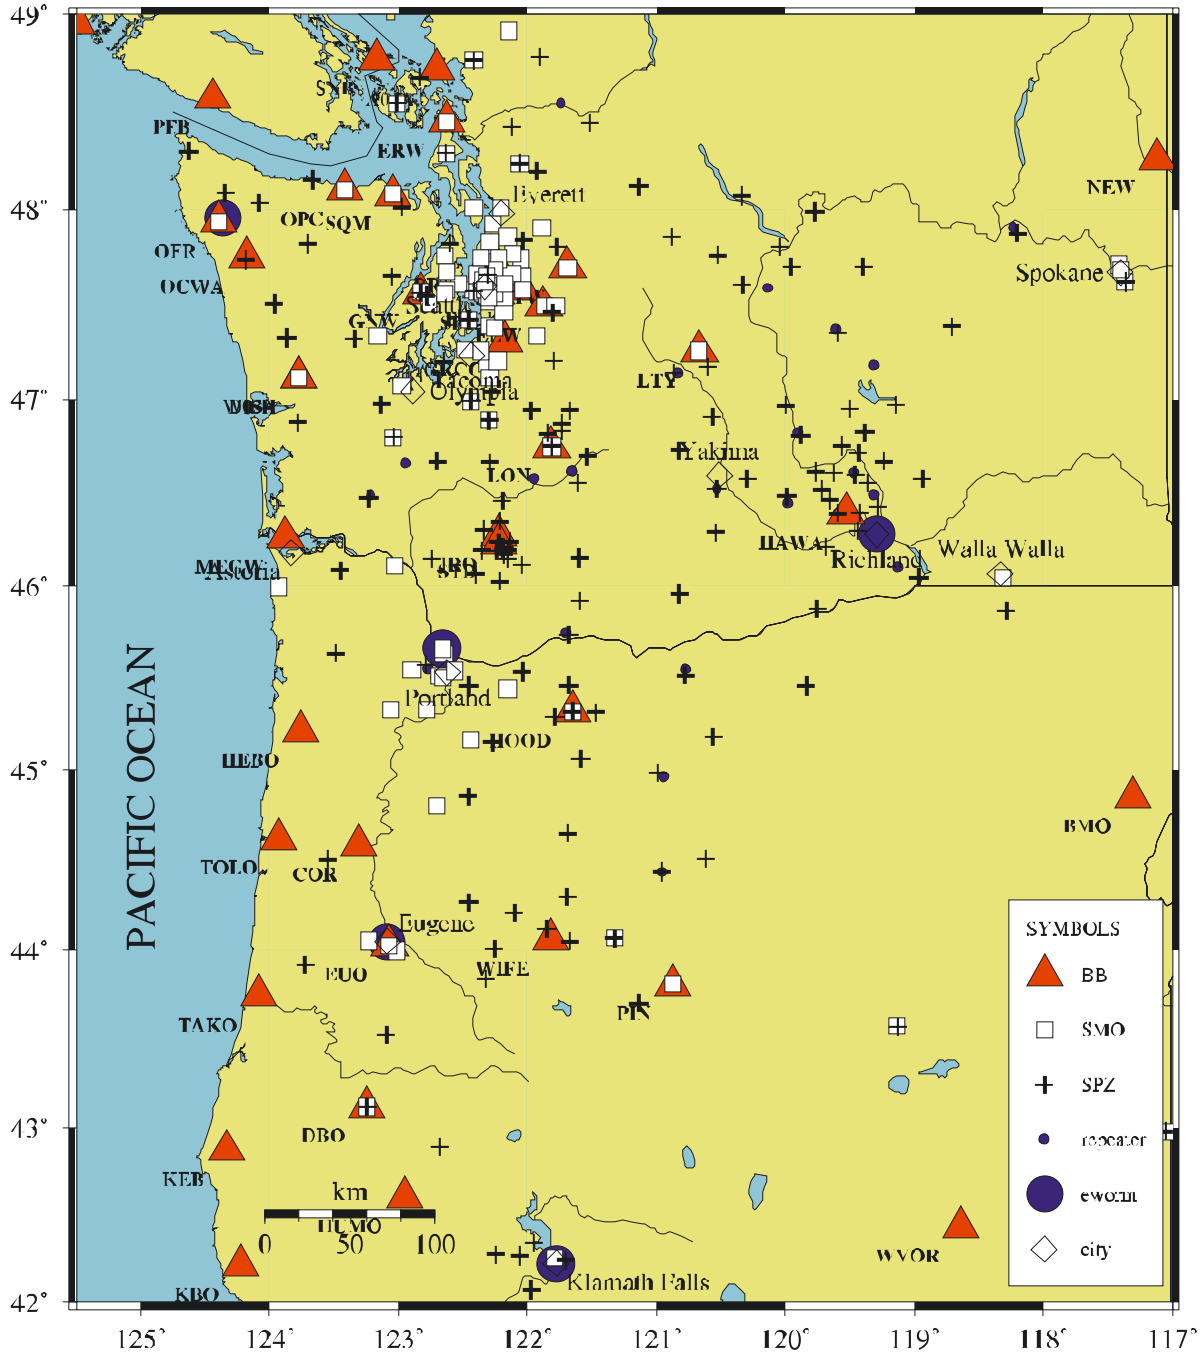 49°
48°
47°
46°
45°
44°
43°
42°
125°
124°
123°
122°
121°
120°
119°
118°
117°
PACIFIC OCEAN
PFB
ERW
NEW
Everett
OPC
SQM
OFR
OCWA
Spokane
GNW
Tacoma
Olympia
LTY
Yakima
LON
HAWA
Richland
Walla Walla
Astoria
Portland
HOOD
HEBO
BMO
TOLO
COR
Eugene
EUO
WIFE
PIN
TAKO
DBO
KEB
km
HUMO
0 50 100
KBO
Klamath Falls
WVOR
SYMBOLS
BB
SMO
SPZ
repeater
eworm
city